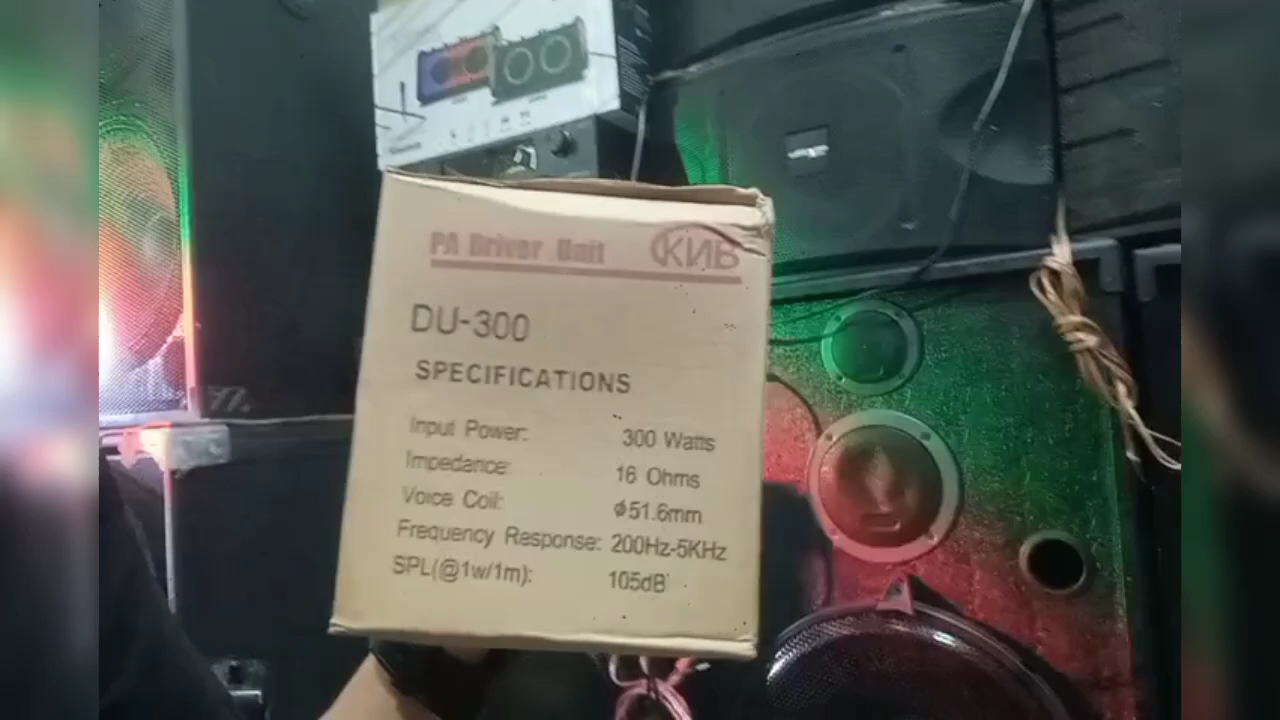 PA Driver Unit KИB
DU-300
SPECIFICATIONS
Input Power: 300 Watts
Impedance: 16 Ohms
Voice Coil: ϕ51.6mm
Frequency Response: 200Hz-5KHz
SPL(@1w/1m): 105dB